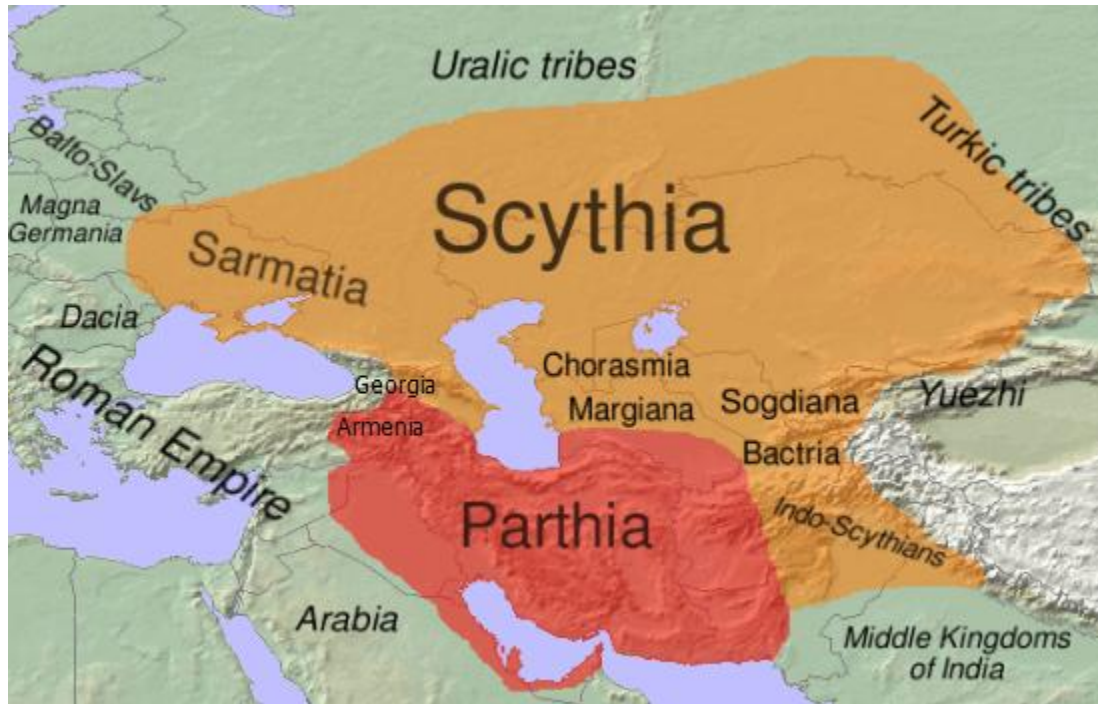 Uralic tribes
Turkic tribes
Balto-Slavs
Scythia
Magna
Germania
Sarmatia
Dacia
Roman Empire
Georgia
Chorasmia
Armenia
Margiana
Sogdiana
Yuezhi
Bactria
Parthia
Indo-Scythians
Arabia
Middle Kingdoms
of India